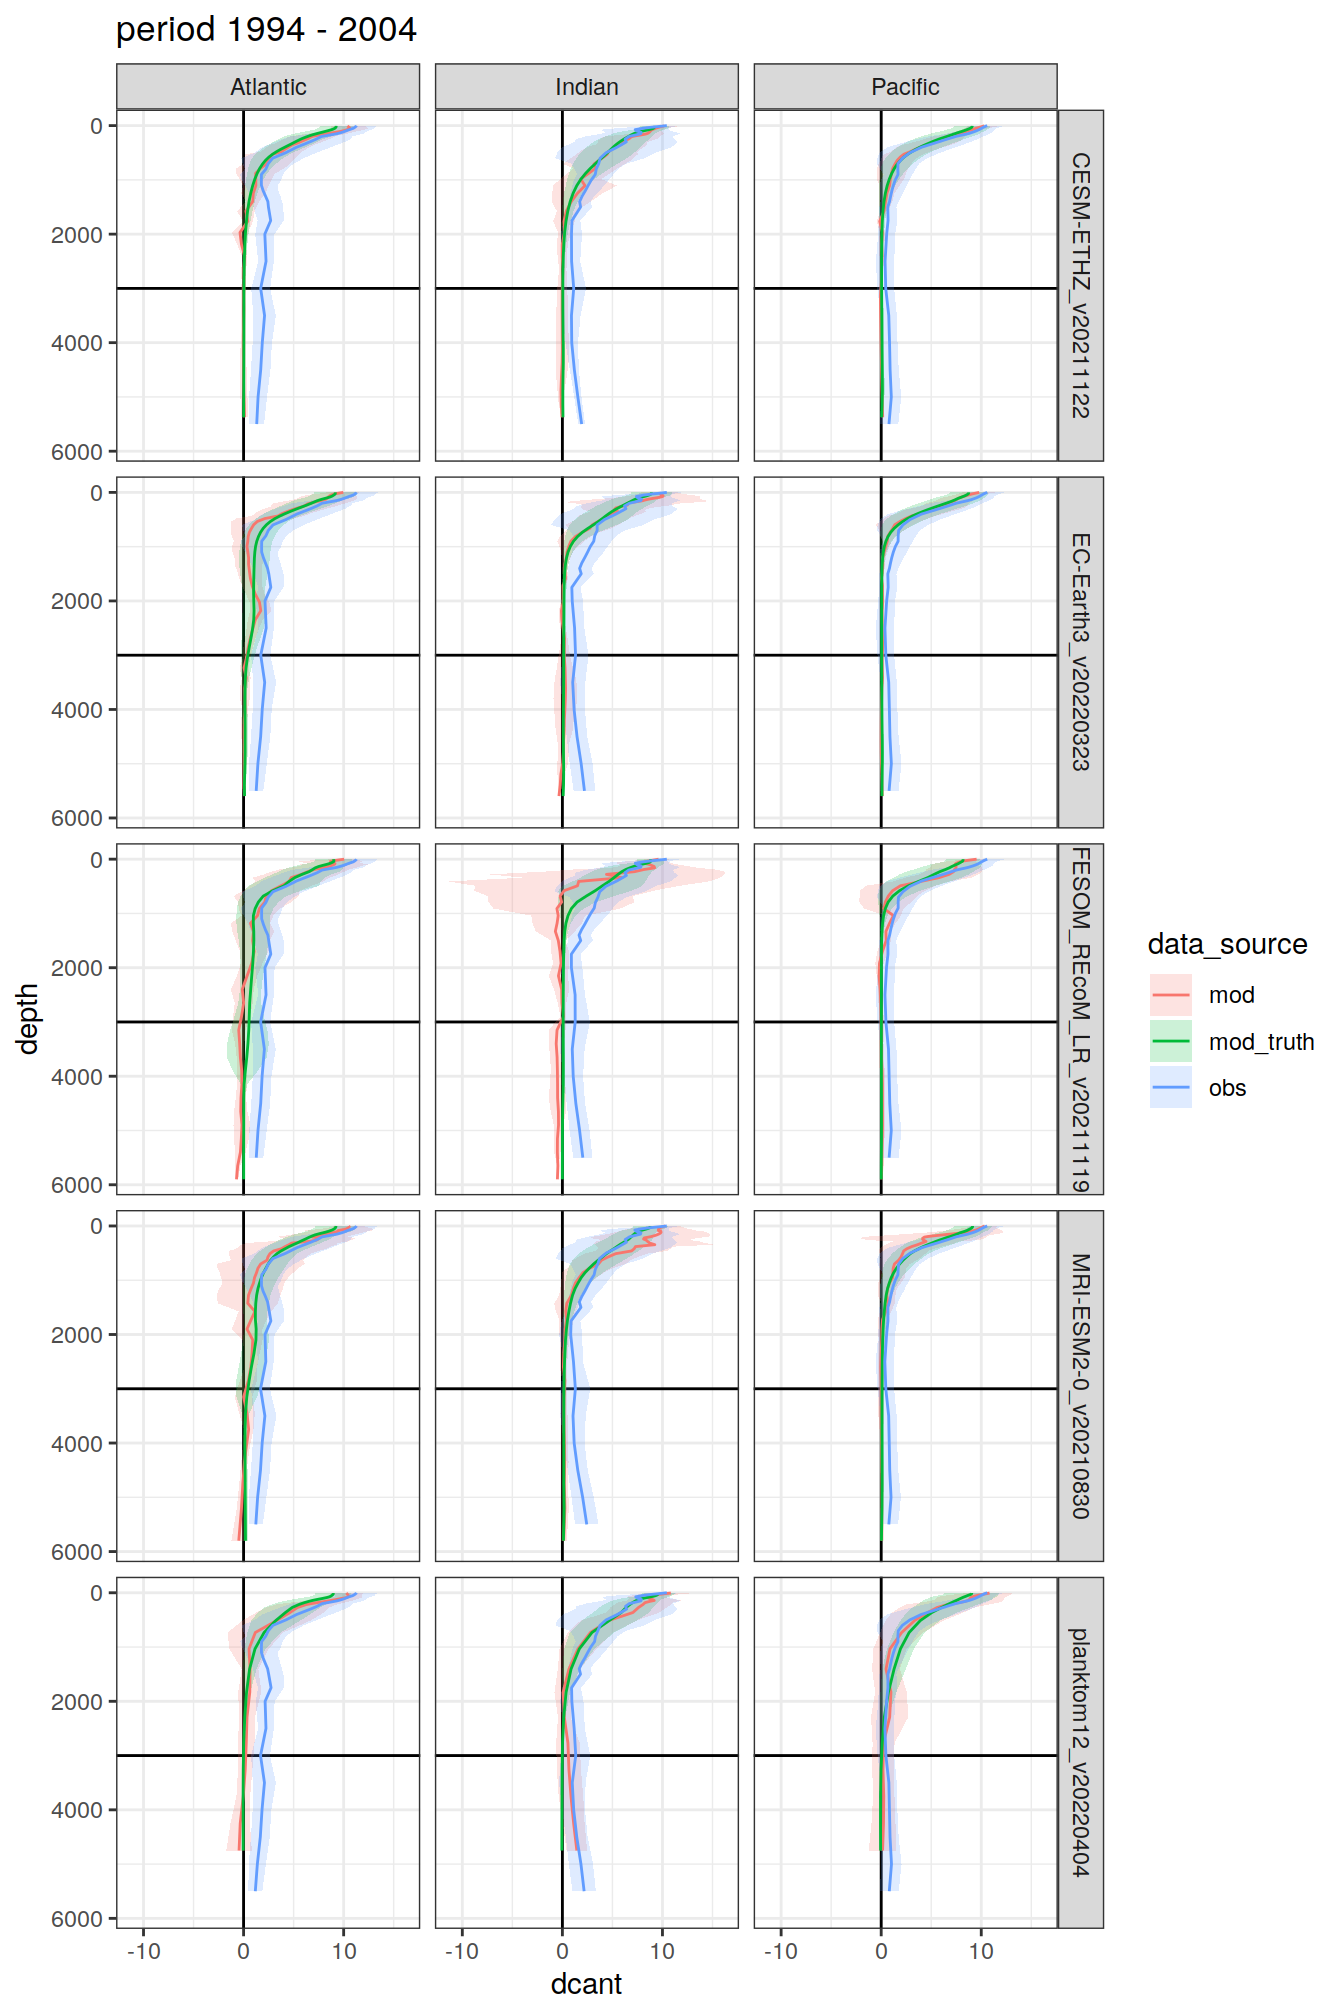 period 1994 - 2004
Atlantic Indian Pacific
0
2000
4000
6000
CESM-ETHZ_v20211122
0
2000
4000
6000
EC-Earth3_v20220323
0
2000
4000
6000
FESOM_REcoM_LR_v20211119
0
2000
4000
6000
MRI-ESM2-0_v20210830
0
2000
4000
6000
planktom12_v20220404
-10 0 10 -10 0 10 -10 0 10
dcant
depth
data_source
mod
mod_truth
obs